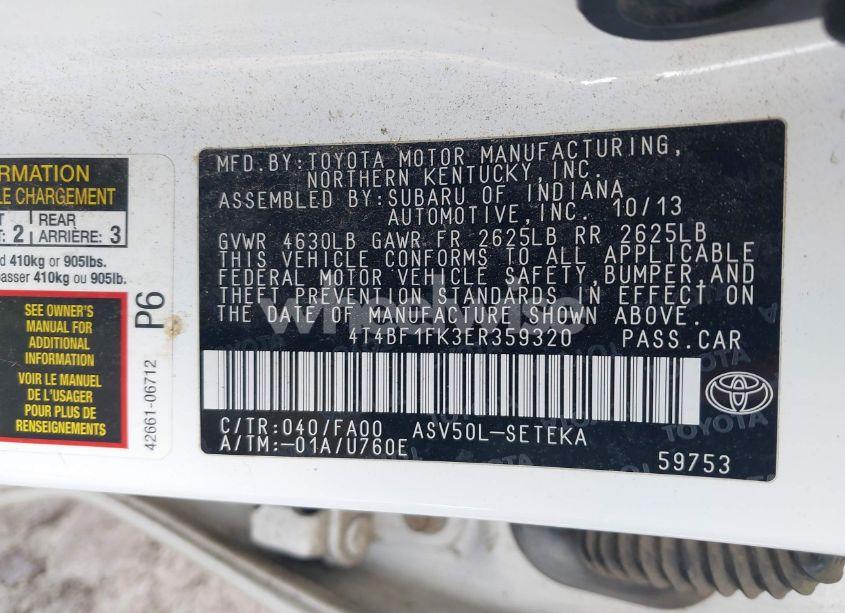 FORMATION
LE CHARGEMENT
REAR
2 ARRIÈRE: 3
410kg or 905lbs.
passer 410kg ou 905lb.
SEE OWNER'S
MANUAL FOR
ADDITIONAL
INFORMATION
VOIR LE MANUEL
DE L'USAGER
POUR PLUS DE
RENSEIGNEMENTS
P6
42661-06712
MFD.BY:TOYOTA MOTOR MANUFACTURING,
NORTHERN KENTUCKY,INC.
ASSEMBLED BY:SUBARU OF INDIANA
AUTOMOTIVE,INC. 10/13
GVWR 4630LB GAWR FR 2625LB RR 2625LB
THIS VEHICLE CONFORMS TO ALL APPLICABLE
FEDERAL MOTOR VEHICLE SAFETY,BUMPER,AND
THEFT PREVENTION STANDARDS IN EFFECT ON
THE DATE OF MANUFACTURE SHOWN ABOVE.
4T4BF1FK3ER359320 PASS.CAR
C/TR:040/FA00 ASV50L-SETEKA
A/TM:-01A/U760E
59753